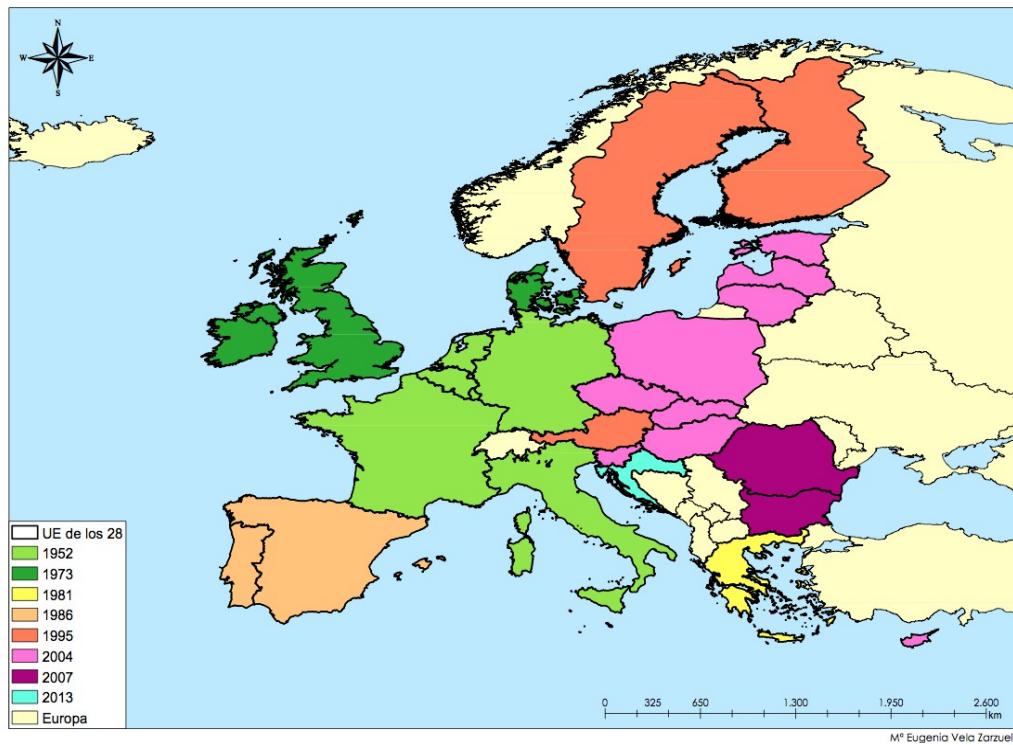 N
W
E
S
UE de los 28
1952
1973
1981
1986
1995
2004
2007
2013
Europa
0 325 650 1.300 1.950 2.600
km
Mª Eugenia Vela Zarzuel